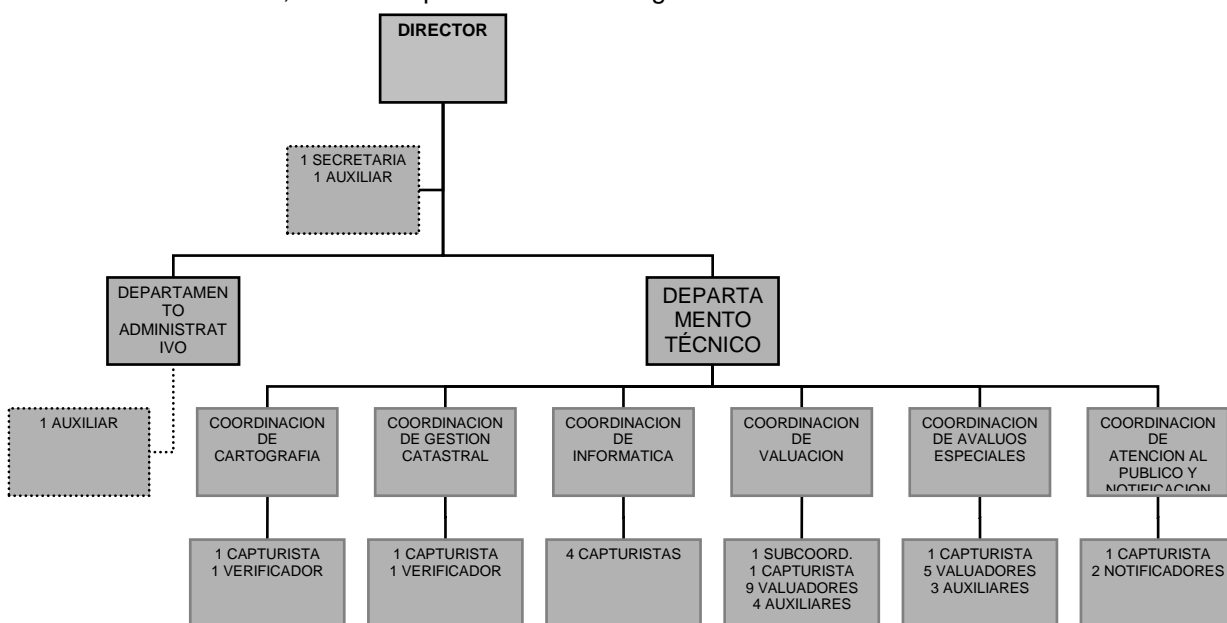 DIRECTOR
1 SECRETARIA
1 AUXILIAR
DEPARTAMEN
TO
ADMINISTRAT
IVO
DEPARTA
MENTO
TÉCNICO
1 AUXILIAR
COORDINACION
DE
CARTOGRAFIA
COORDINACION
DE GESTION
CATASTRAL
COORDINACION
DE
INFORMATICA
COORDINACION
DE
VALUACION
COORDINACION
DE AVALUOS
ESPECIALES
COORDINACION
DE
ATENCION AL
PUBLICO Y
NOTIFICACION
1 CAPTURISTA
1 VERIFICADOR
1 CAPTURISTA
1 VERIFICADOR
4 CAPTURISTAS
1 SUBCOORD.
1 CAPTURISTA
9 VALUADORES
4 AUXILIARES
1 CAPTURISTA
5 VALUADORES
3 AUXILIARES
1 CAPTURISTA
2 NOTIFICADORES